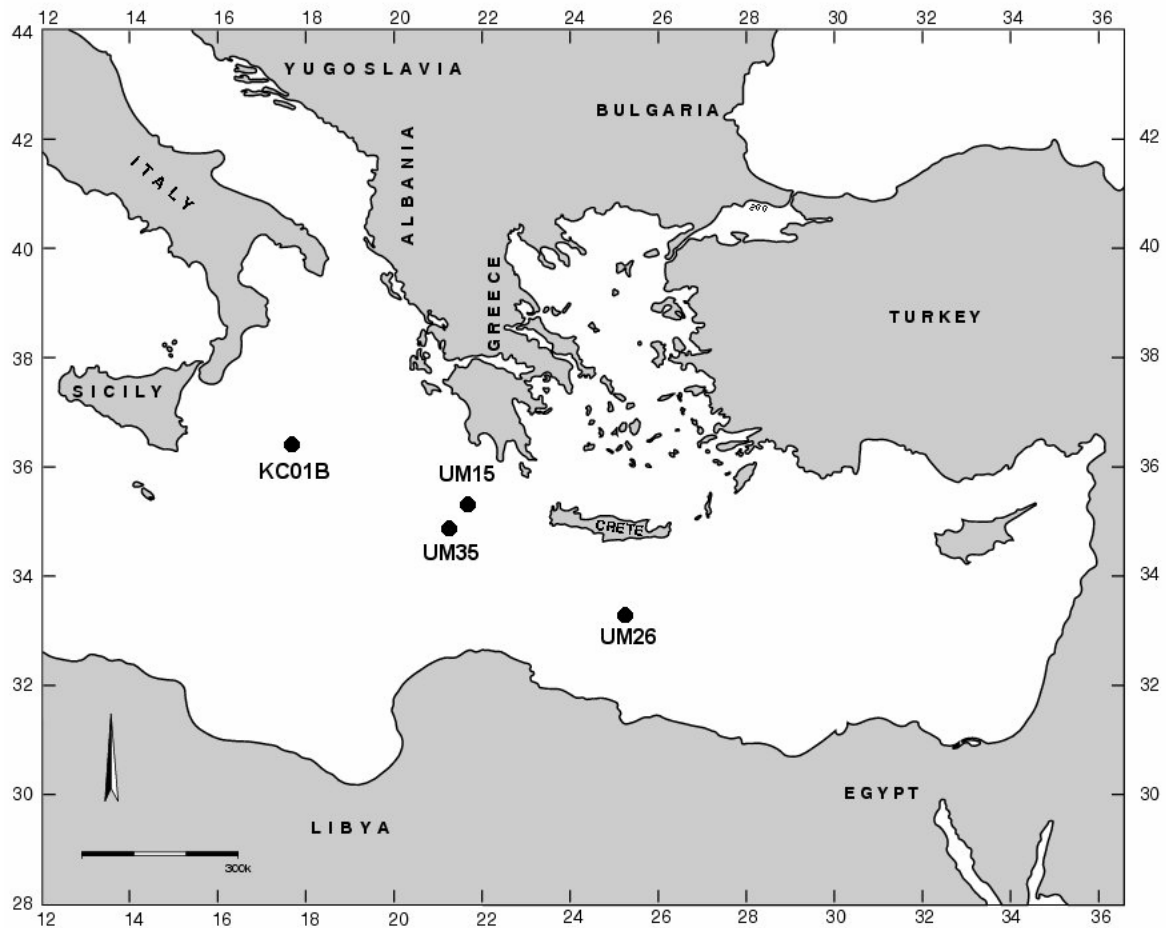 12 14 16 18 20 22 24 26 28 30 32 34 36
44
YUGOSLAVIA
BULGARIA
42 42
ITALY
ALBANIA
200
40 40
GREECE
TURKEY
38 38
SICILY
36 36
KC01B
UM15
CRETE
UM35
34 34
UM26
32 32
30 30
EGYPT
LIBYA
300k
28
12 14 16 18 20 22 24 26 28 30 32 34 36